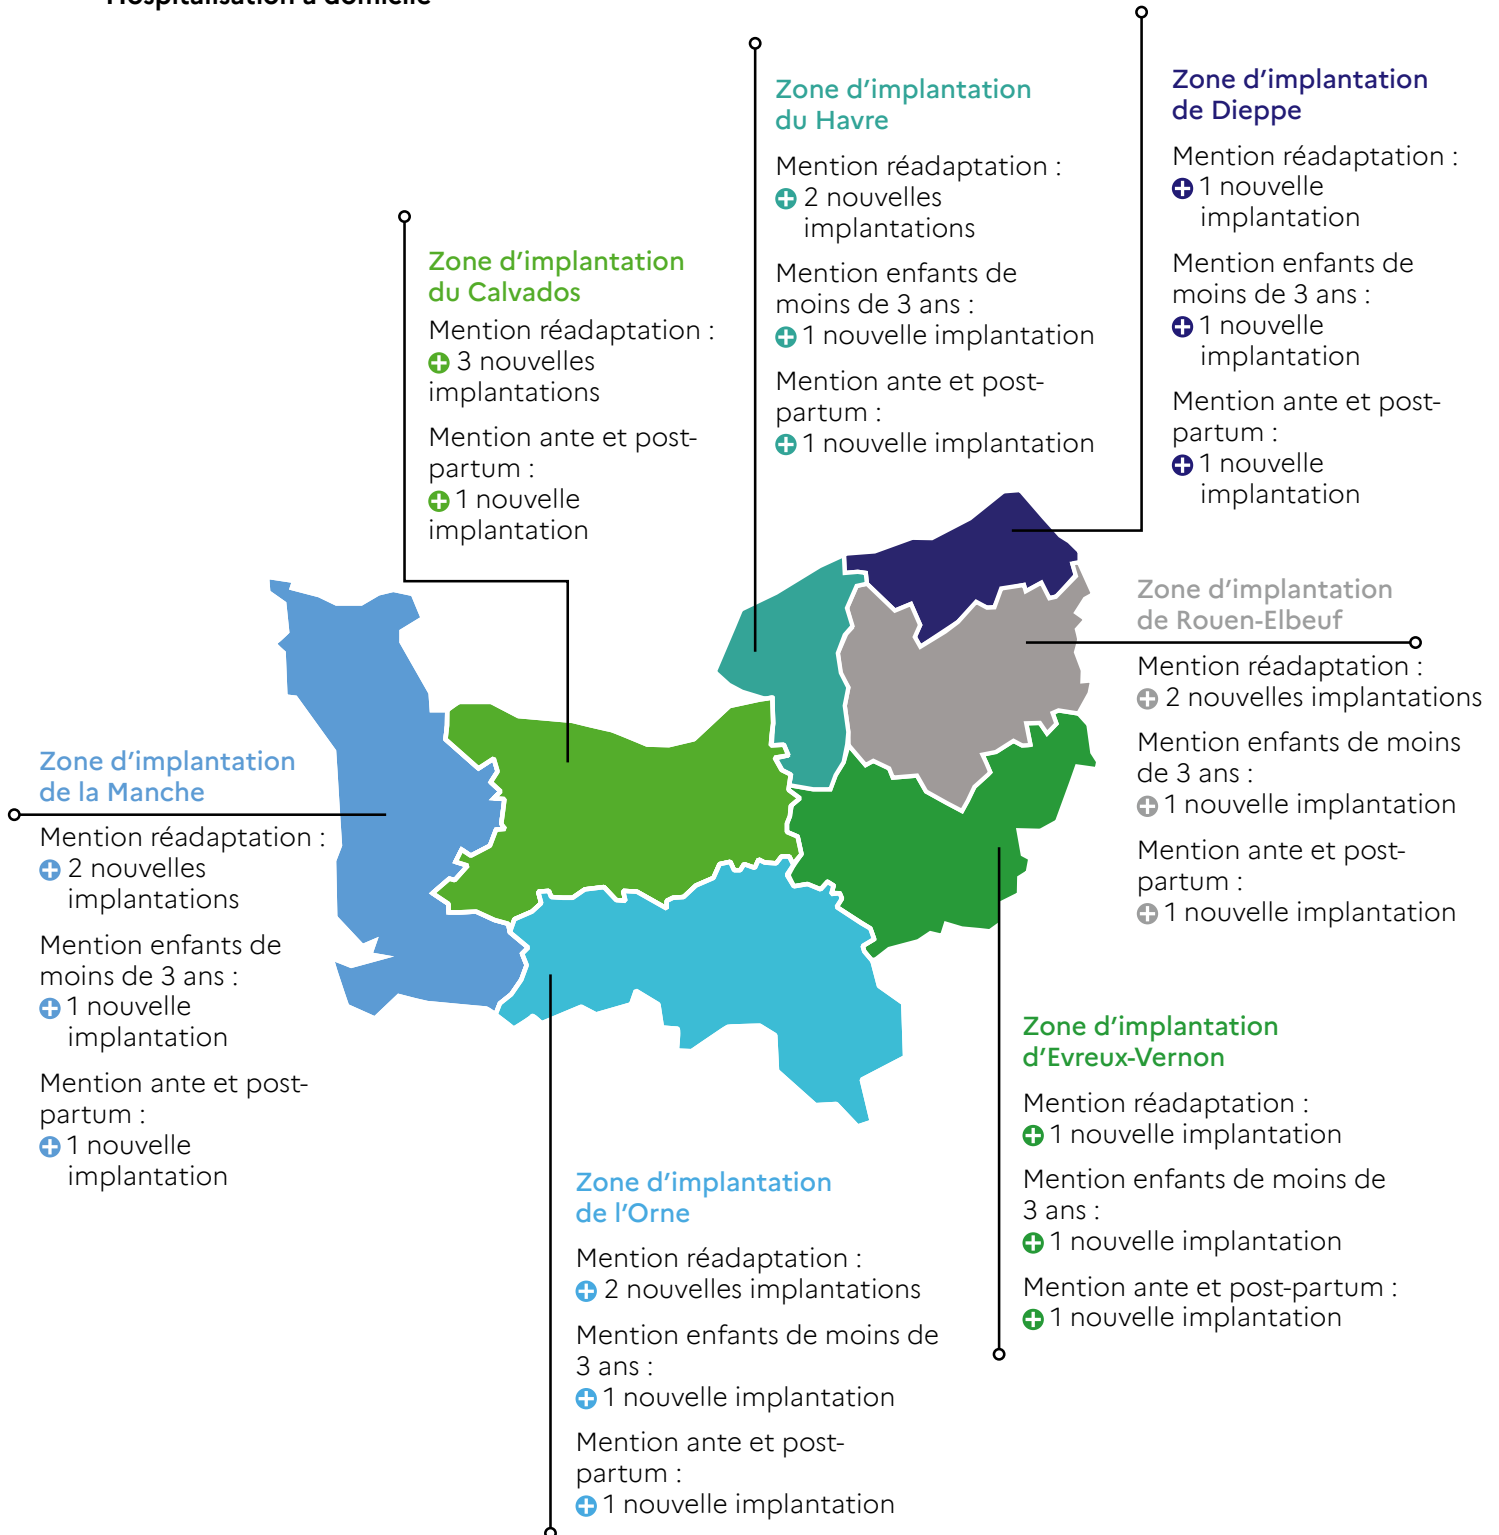 Hospitalisation à domicile
Zone d'implantation
du Havre
Mention réadaptation :
2 nouvelles
implantations
Mention enfants de
moins de 3 ans :
1 nouvelle implantation
Mention ante et post-
partum :
1 nouvelle implantation
Zone d'implantation
de Dieppe
Mention réadaptation :
1 nouvelle
implantation
Mention enfants de
moins de 3 ans :
1 nouvelle
implantation
Mention ante et post-
partum :
1 nouvelle
implantation
Zone d'implantation
du Calvados
Mention réadaptation :
3 nouvelles
implantations
Mention ante et post-
partum :
1 nouvelle
implantation
Zone d'implantation
de Rouen-Elbeuf
Mention réadaptation :
2 nouvelles implantations
Mention enfants de moins
de 3 ans :
1 nouvelle implantation
Mention ante et post-
partum :
1 nouvelle implantation
Zone d'implantation
de la Manche
Mention réadaptation :
2 nouvelles
implantations
Mention enfants de
moins de 3 ans :
1 nouvelle
implantation
Mention ante et post-
partum :
1 nouvelle
implantation
Zone d'implantation
d'Evreux-Vernon
Mention réadaptation :
1 nouvelle implantation
Mention enfants de moins de
3 ans :
1 nouvelle implantation
Mention ante et post-partum :
1 nouvelle implantation
Zone d'implantation
de l'Orne
Mention réadaptation :
2 nouvelles implantations
Mention enfants de moins de
3 ans :
1 nouvelle implantation
Mention ante et post-
partum :
1 nouvelle implantation